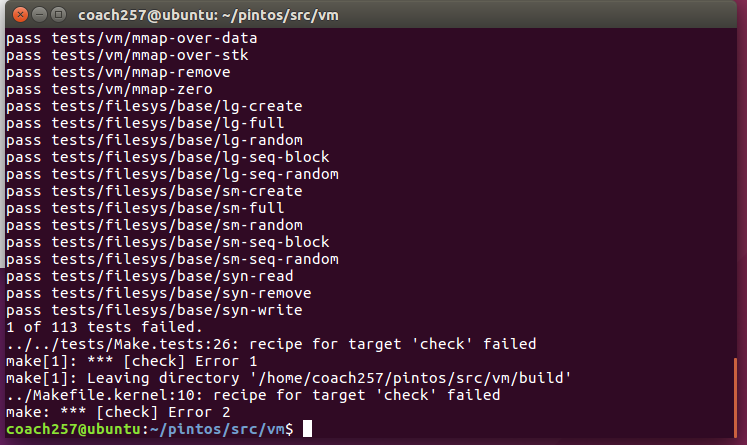 coach257@ubuntu: ~/pintos/src/vm
pass tests/vm/mmap-over-data
pass tests/vm/mmap-over-stk
pass tests/vm/mmap-remove
pass tests/vm/mmap-zero
pass tests/filesys/base/lg-create
pass tests/filesys/base/lg-full
pass tests/filesys/base/lg-random
pass tests/filesys/base/lg-seq-block
pass tests/filesys/base/lg-seq-random
pass tests/filesys/base/sm-create
pass tests/filesys/base/sm-full
pass tests/filesys/base/sm-random
pass tests/filesys/base/sm-seq-block
pass tests/filesys/base/sm-seq-random
pass tests/filesys/base/syn-read
pass tests/filesys/base/syn-remove
pass tests/filesys/base/syn-write
1 of 113 tests failed.
../../tests/Make.tests:26: recipe for target 'check' failed
make[1]: *** [check] Error 1
make[1]: Leaving directory '/home/coach257/pintos/src/vm/build'
../Makefile.kernel:10: recipe for target 'check' failed
make: *** [check] Error 2
coach257@ubuntu:~/pintos/src/vm$